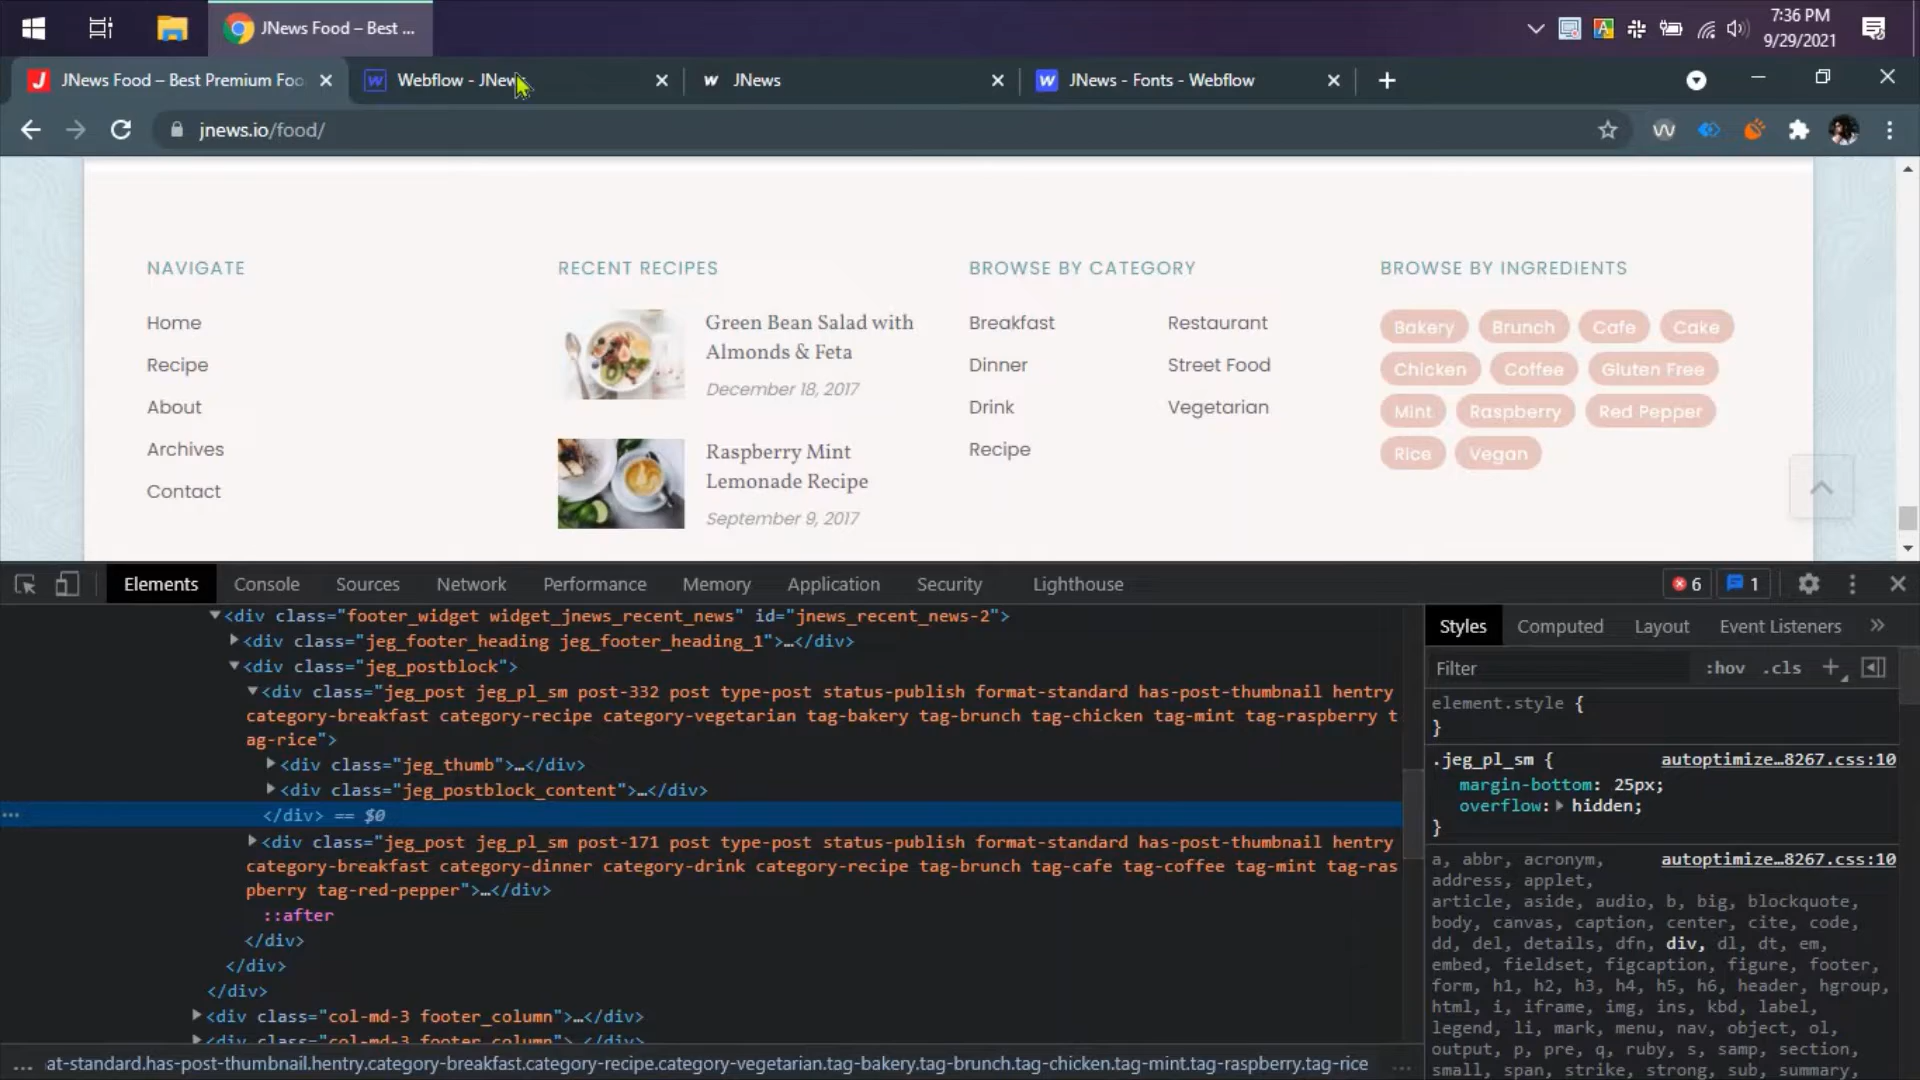 JNews Food – Best ...
7:36 PM
9/29/2021
JNews Food – Best Premium Foo
Webflow - JNew
JNews
JNews - Fonts - Webflow
jnews.io/food/
NAVIGATE
Home
Recipe
About
Archives
Contact
RECENT RECIPES
Green Bean Salad with
Almonds & Feta
December 18, 2017
Raspberry Mint
Lemonade Recipe
September 9, 2017
BROWSE BY CATEGORY
Breakfast
Restaurant
Dinner
Street Food
Drink
Vegetarian
Recipe
BROWSE BY INGREDIENTS
Bakery Brunch Cafe Cake
Chicken Coffee Gluten Free
Mint Raspberry Red Pepper
Rice Vegan
Elements Console Sources Network Performance Memory Application Security Lighthouse 6 1
<div class="footer_widget widget_jnews_recent_news" id="jnews_recent_news-2">
<div class="jeg_footer_heading jeg_footer_heading_1">…</div>
<div class="jeg_postblock">
<div class="jeg_post jeg_pl_sm post-332 post type-post status-publish format-standard has-post-thumbnail hentry
category-breakfast category-recipe category-vegetarian tag-bakery tag-brunch tag-chicken tag-mint tag-raspberry t
ag-rice">
<div class="jeg_thumb">…</div>
<div class="jeg_postblock_content">…</div>
</div> == $0
<div class="jeg_post jeg_pl_sm post-171 post type-post status-publish format-standard has-post-thumbnail hentry
category-breakfast category-dinner category-drink category-recipe tag-brunch tag-cafe tag-coffee tag-mint tag-ras
pberry tag-red-pepper">…</div>
::after
</div>
</div>
</div>
<div class="col-md-3 footer_column">…</div>
<div class="col-md-3 footer_column">…</div>
... at-standard.has-post-thumbnail.hentry.category-breakfast.category-recipe.category-vegetarian.tag-bakery.tag-brunch.tag-chicken.tag-mint.tag-raspberry.tag-rice ...
Styles Computed Layout Event Listeners »
Filter :hov .cls +
element.style {
}
.jeg_pl_sm { autoptimize…8267.css:10
margin-bottom: 25px;
overflow: hidden;
}
a, abbr, acronym, autoptimize…8267.css:10
address, applet,
article, aside, audio, b, big, blockquote,
body, canvas, caption, center, cite, code,
dd, del, details, dfn, div, dl, dt, em,
embed, fieldset, figcaption, figure, footer,
form, h1, h2, h3, h4, h5, h6, header, hgroup,
html, i, iframe, img, ins, kbd, label,
legend, li, mark, menu, nav, object, ol,
output, p, pre, q, ruby, s, samp, section,
small, span, strike, strong, sub, summary,